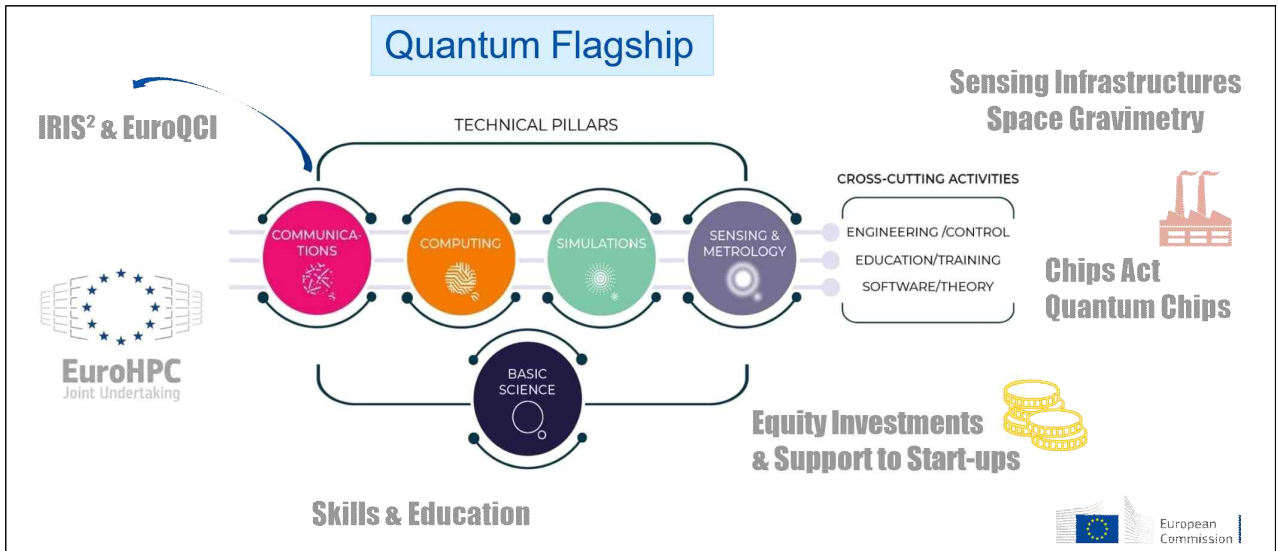 Quantum Flagship
IRIS² & EuroQCI
Sensing Infrastructures
Space Gravimetry
TECHNICAL PILLARS
COMMUNICA-
TIONS
COMPUTING
SIMULATIONS
SENSING &
METROLOGY
CROSS-CUTTING ACTIVITIES
ENGINEERING /CONTROL
EDUCATION/TRAINING
SOFTWARE/THEORY
Chips Act
Quantum Chips
EuroHPC
Joint Undertaking
BASIC
SCIENCE
Equity Investments
& Support to Start-ups
Skills & Education
European
Commission